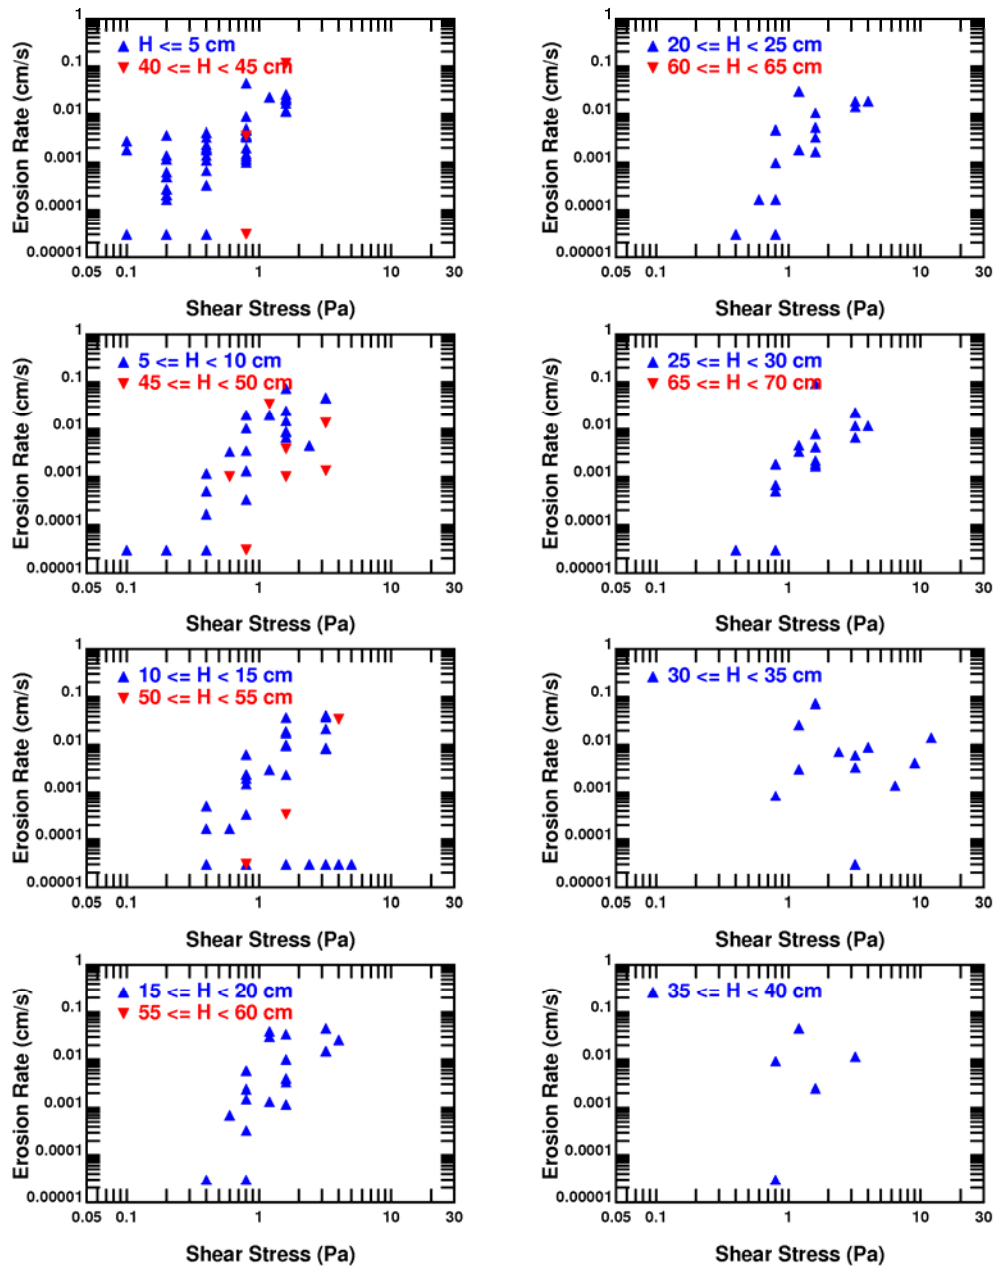 1
0.1
0.01
0.001
0.0001
0.00001
Erosion Rate (cm/s)
H <= 5 cm
40 <= H < 45 cm
0.05 0.1 1 10 30
Shear Stress (Pa)
1
0.1
0.01
0.001
0.0001
0.00001
Erosion Rate (cm/s)
20 <= H < 25 cm
60 <= H < 65 cm
0.05 0.1 1 10 30
Shear Stress (Pa)
1
0.1
0.01
0.001
0.0001
0.00001
Erosion Rate (cm/s)
5 <= H < 10 cm
45 <= H < 50 cm
0.05 0.1 1 10 30
Shear Stress (Pa)
1
0.1
0.01
0.001
0.0001
0.00001
Erosion Rate (cm/s)
25 <= H < 30 cm
65 <= H < 70 cm
0.05 0.1 1 10 30
Shear Stress (Pa)
1
0.1
0.01
0.001
0.0001
0.00001
Erosion Rate (cm/s)
10 <= H < 15 cm
50 <= H < 55 cm
0.05 0.1 1 10 30
Shear Stress (Pa)
1
0.1
0.01
0.001
0.0001
0.00001
Erosion Rate (cm/s)
30 <= H < 35 cm
0.05 0.1 1 10 30
Shear Stress (Pa)
1
0.1
0.01
0.001
0.0001
0.00001
Erosion Rate (cm/s)
15 <= H < 20 cm
55 <= H < 60 cm
0.05 0.1 1 10 30
Shear Stress (Pa)
1
0.1
0.01
0.001
0.0001
0.00001
Erosion Rate (cm/s)
35 <= H < 40 cm
0.05 0.1 1 10 30
Shear Stress (Pa)